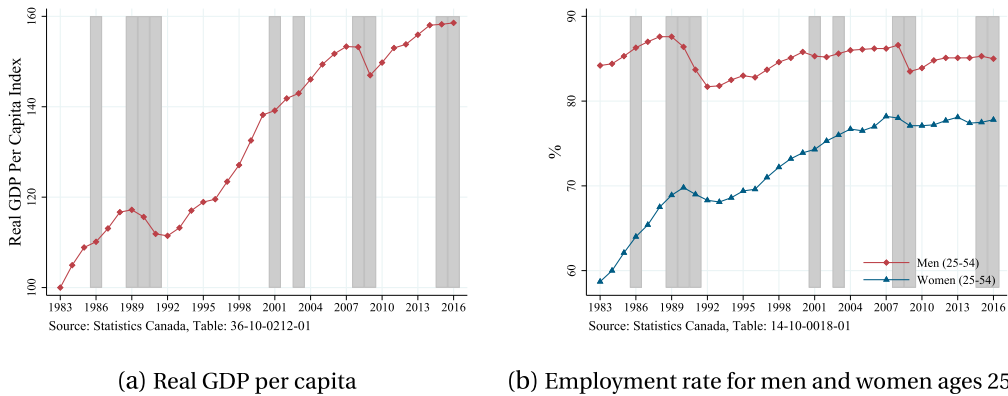 160
140
120
100
Real GDP Per Capita Index
1983 1986 1989 1992 1995 1998 2001 2004 2007 2010 2013 2016
Source: Statistics Canada, Table: 36-10-0212-01
(a) Real GDP per capita
90
80
70
60
%
Men (25-54)
Women (25-54)
1983 1986 1989 1992 1995 1998 2001 2004 2007 2010 2013 2016
Source: Statistics Canada, Table: 14-10-0018-01
(b) Employment rate for men and women ages 25